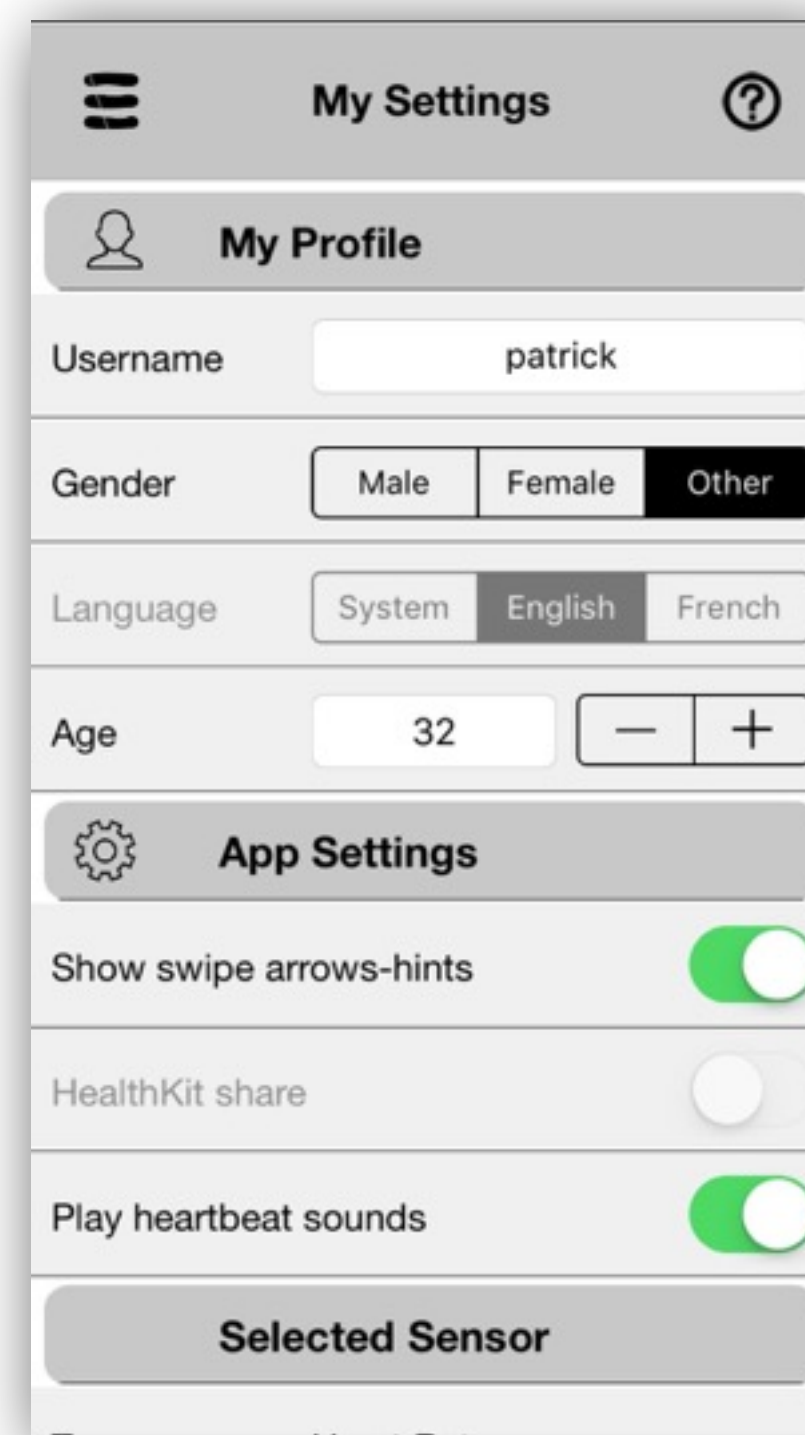 My Settings
My Profile
Username patrick
Gender Male Female Other
Language System English French
Age 32 — +
App Settings
Show swipe arrows-hints
HealthKit share
Play heartbeat sounds
Selected Sensor